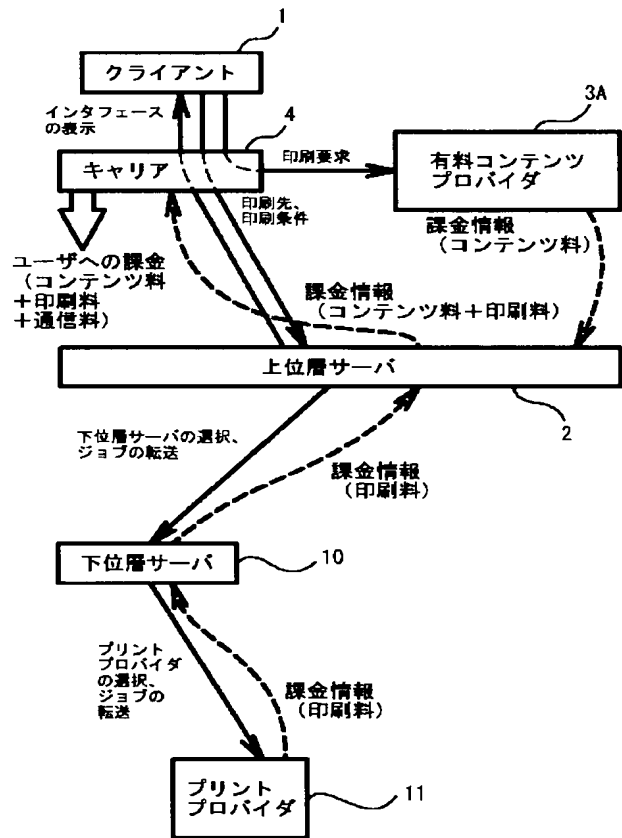 1
クライアント
インタフェース
の表示
4
3A
キャリア
印刷要求
有料コンテンツ
プロバイダ
印刷先、
印刷条件
課金情報
(コンテンツ料)
ユーザへの課金
(コンテンツ料
+印刷料
+通信料)
課金情報
(コンテンツ料+印刷料)
上位層サーバ
2
下位層サーバの選択、
ジョブの転送
課金情報
(印刷料)
下位層サーバ
10
プリント
プロバイダ
の選択、
ジョブの
転送
課金情報
(印刷料)
プリント
プロバイダ
11